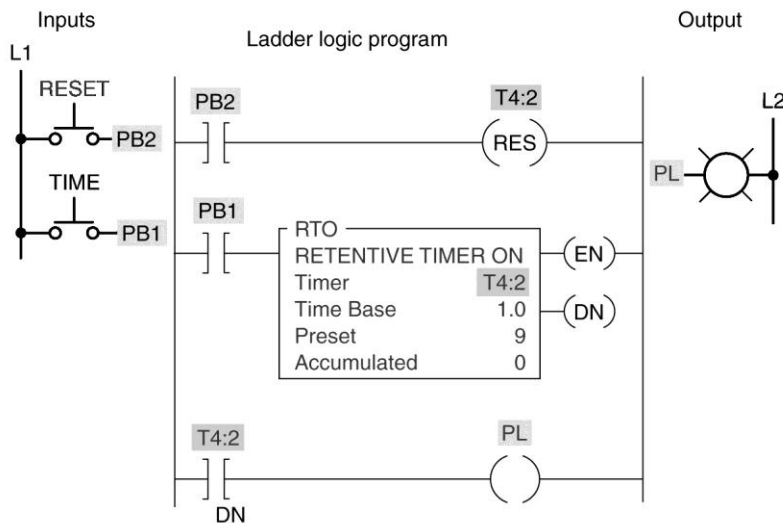 Inputs
Ladder logic program
Output
L1
RESET
PB2
TIME
PB1
PB2
T4:2
RES
PB1
RTO
RETENTIVE TIMER ON
Timer T4:2
Time Base 1.0
Preset 9
Accumulated 0
EN
DN
T4:2
DN
PL
L2
PL